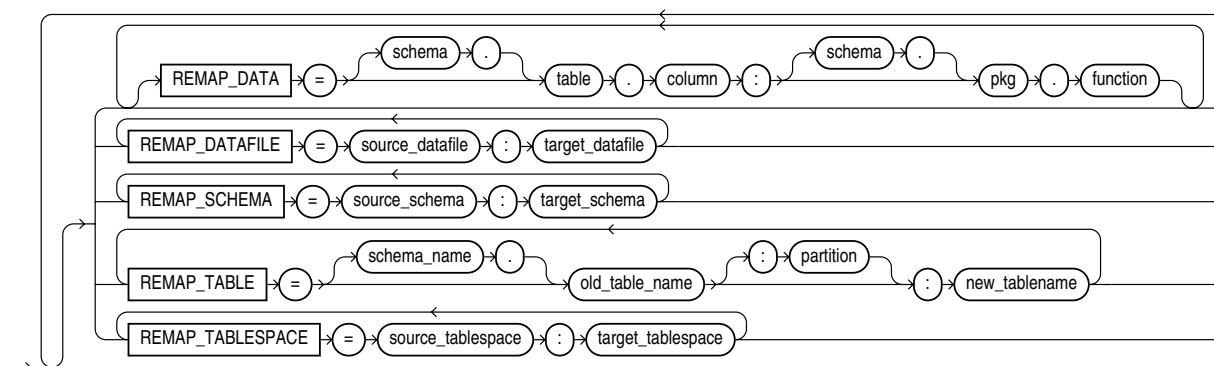 schema . schema .
REMAP_DATA = table . column : pkg . function
REMAP_DATAFILE = source_datafile : target_datafile
REMAP_SCHEMA = source_schema : target_schema
schema_name . : partition
REMAP_TABLE = old_table_name : new_tablename
REMAP_TABLESPACE = source_tablespace : target_tablespace